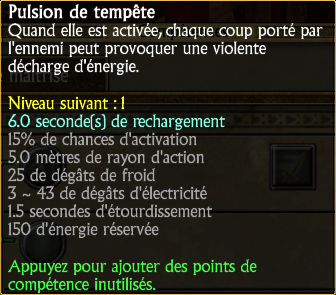 Pulsion de tempête
Quand elle est activée, chaque coup porté par
l'ennemi peut provoquer une violente
décharge d'énergie.
maîtrise
Niveau suivant : 1
6.0 seconde(s) de rechargement
15% de chances d'activation
5.0 mètres de rayon d'action
25 de dégâts de froid
3 ~ 43 de dégâts d'électricité
1.5 secondes d'étourdissement
150 d'énergie réservée
Appuyez pour ajouter des points de
compétence inutilisés.